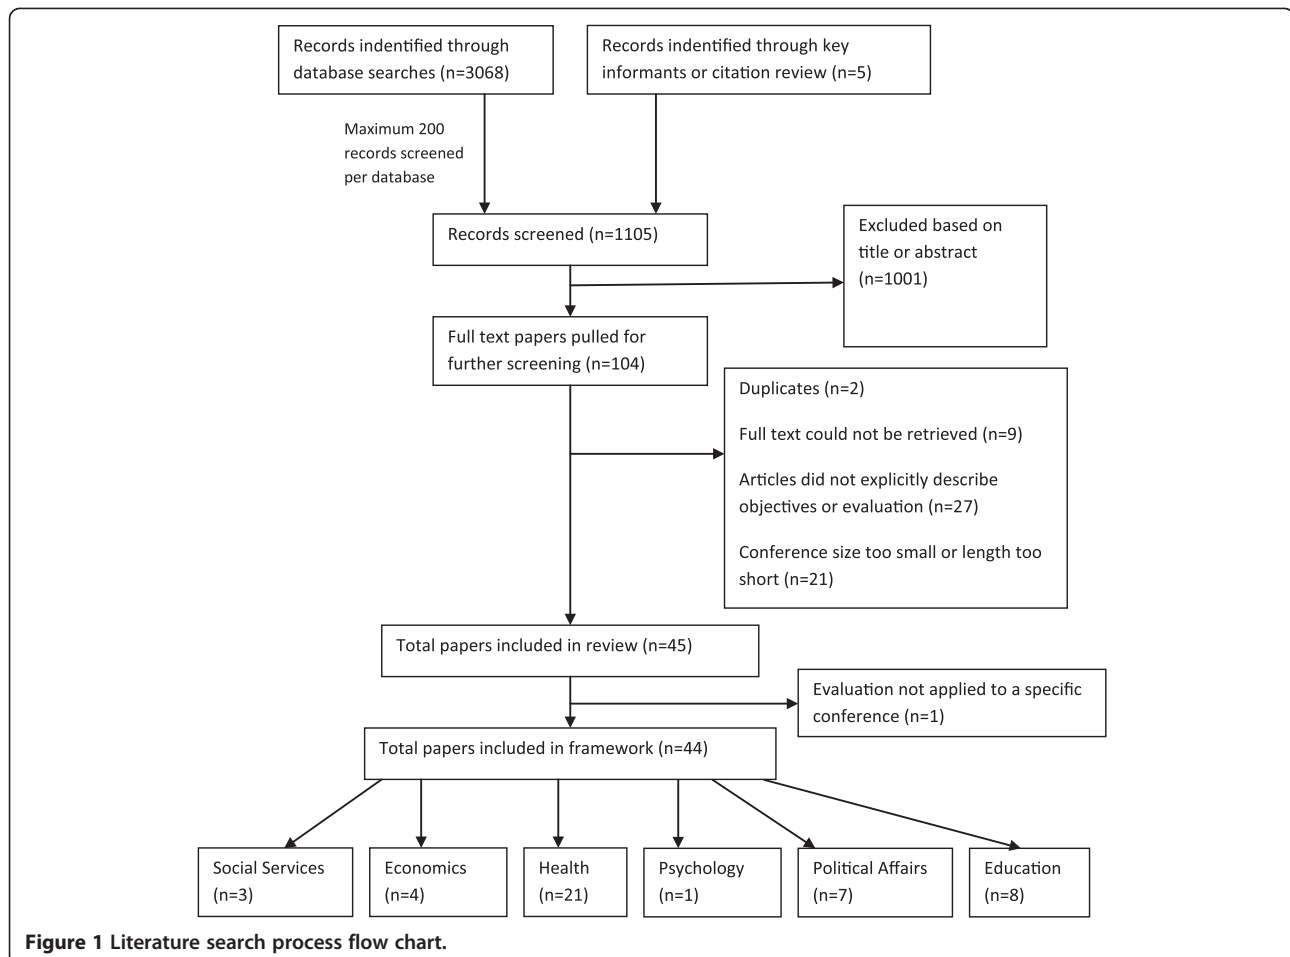 Records indentified through
database searches (n=3068)
Records indentified through key
informants or citation review (n=5)
Maximum 200
records screened
per database
Records screened (n=1105)
Excluded based on
title or abstract
(n=1001)
Full text papers pulled for
further screening (n=104)
Duplicates (n=2)
Full text could not be retrieved (n=9)
Articles did not explicitly describe
objectives or evaluation (n=27)
Conference size too small or length too
short (n=21)
Total papers included in review (n=45)
Evaluation not applied to a specific
conference (n=1)
Total papers included in framework (n=44)
Social Services
(n=3)
Economics
(n=4)
Health
(n=21)
Psychology
(n=1)
Political Affairs
(n=7)
Education
(n=8)
Figure 1 Literature search process flow chart.